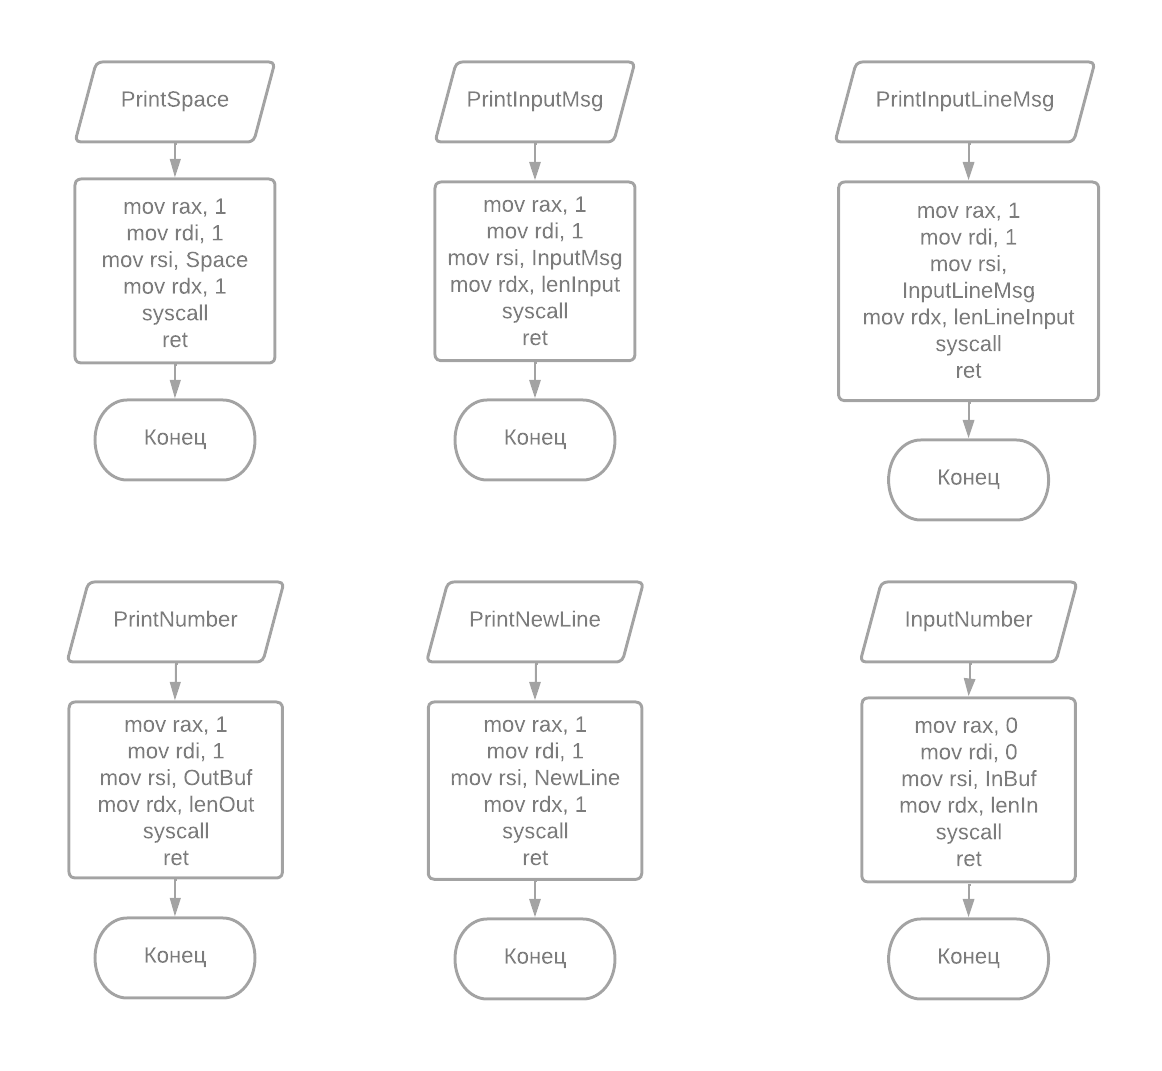 PrintSpace
mov rax, 1
mov rdi, 1
mov rsi, Space
mov rdx, 1
syscall
ret
Конец
PrintInputMsg
mov rax, 1
mov rdi, 1
mov rsi, InputMsg
mov rdx, lenInput
syscall
ret
Конец
PrintInputLineMsg
mov rax, 1
mov rdi, 1
mov rsi,
InputLineMsg
mov rdx, lenLineInput
syscall
ret
Конец
PrintNumber
mov rax, 1
mov rdi, 1
mov rsi, OutBuf
mov rdx, lenOut
syscall
ret
Конец
PrintNewLine
mov rax, 1
mov rdi, 1
mov rsi, NewLine
mov rdx, 1
syscall
ret
Конец
InputNumber
mov rax, 0
mov rdi, 0
mov rsi, InBuf
mov rdx, lenIn
syscall
ret
Конец